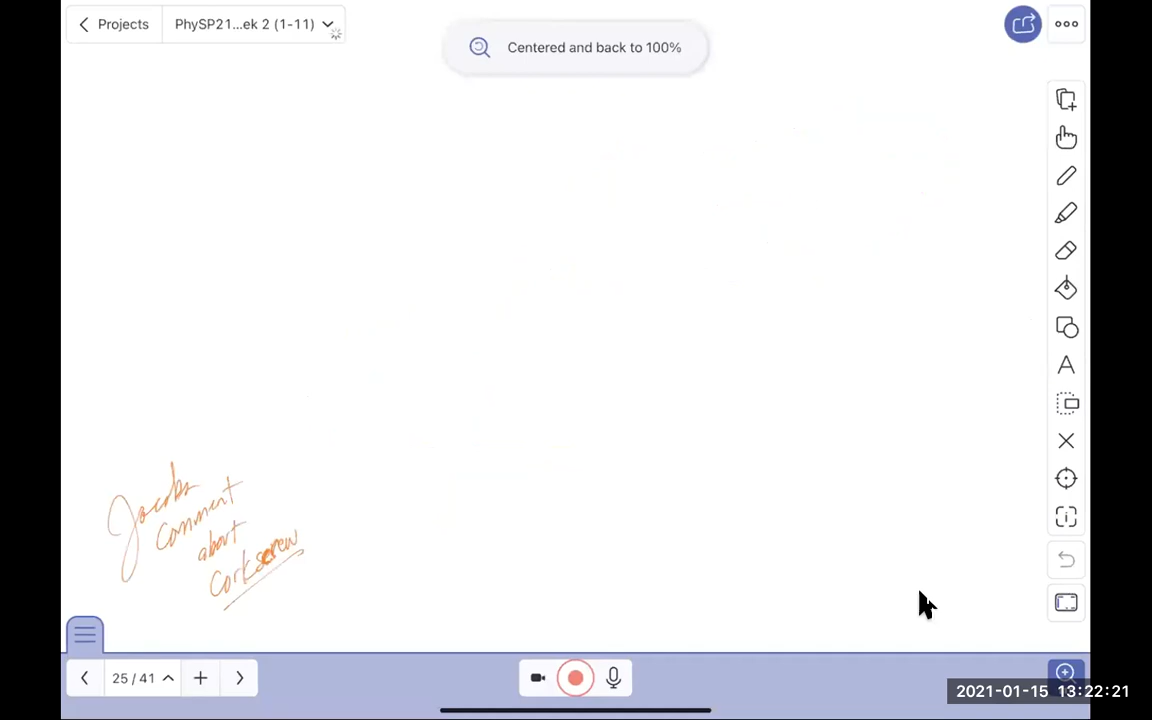 Projects
PhySP21...ek 2 (1-11)
Centered and back to 100%
Jacobs
comment
about
corkscrew
25 / 41
2021-01-15 13:22:21